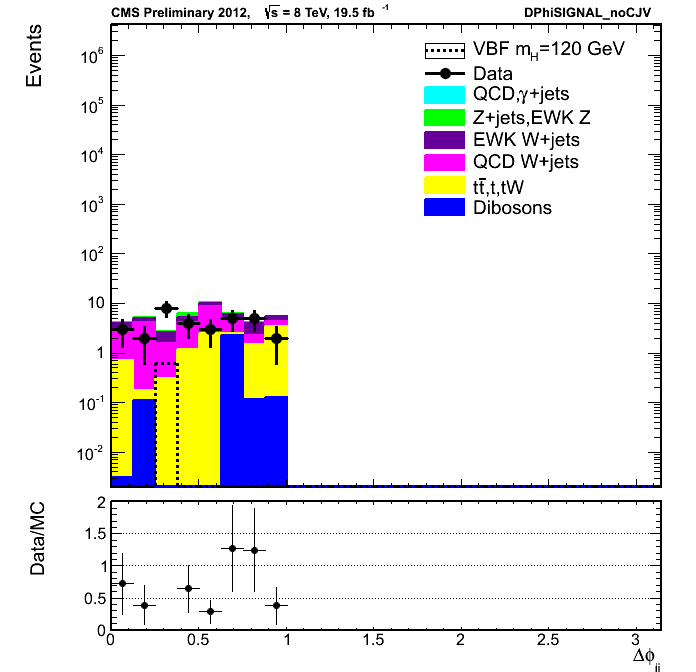 CMS Preliminary 2012, √s = 8 TeV, 19.5 fb⁻¹ DPhiSIGNAL_noCJV
Events
10⁶
10⁵
10⁴
10³
10²
10
1
10⁻¹
10⁻²
VBF m_H=120 GeV
Data
QCD,γ+jets
Z+jets,EWK Z
EWK W+jets
QCD W+jets
tt̄,t,tW
Dibosons
Data/MC
2
1.5
1
0.5
0
0 0.5 1 1.5 2 2.5 3
Δϕ_jj